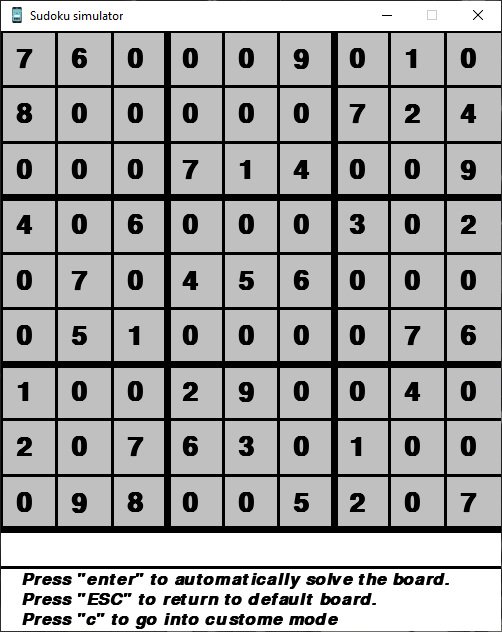 Sudoku simulator
7 6 0 0 0 9 0 1 0
8 0 0 0 0 0 7 2 4
0 0 0 7 1 4 0 0 9
4 0 6 0 0 0 3 0 2
0 7 0 4 5 6 0 0 0
0 5 1 0 0 0 0 7 6
1 0 0 2 9 0 0 4 0
2 0 7 6 3 0 1 0 0
0 9 8 0 0 5 2 0 7
Press "enter" to automatically solve the board.
Press "ESC" to return to default board.
Press "c" to go into custome mode